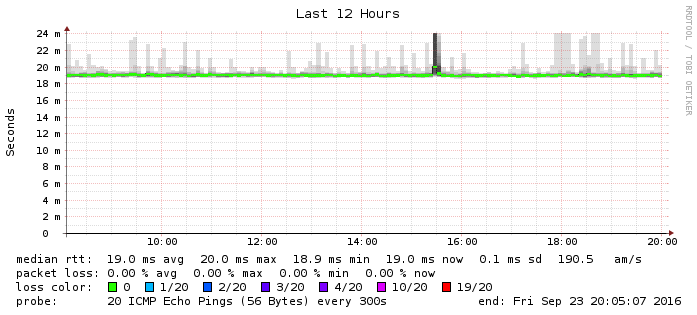 Last 12 Hours
RRDTOOL / TOBI OETIKER
Seconds
24 m
22 m
20 m
18 m
16 m
14 m
12 m
10 m
8 m
6 m
4 m
2 m
0
10:00 12:00 14:00 16:00 18:00 20:00
median rtt: 19.0 ms avg 20.0 ms max 18.9 ms min 19.0 ms now 0.1 ms sd 190.5 am/s
packet loss: 0.00 % avg 0.00 % max 0.00 % min 0.00 % now
loss color: 0 1/20 2/20 3/20 4/20 10/20 19/20
probe: 20 ICMP Echo Pings (56 Bytes) every 300s end: Fri Sep 23 20:05:07 2016